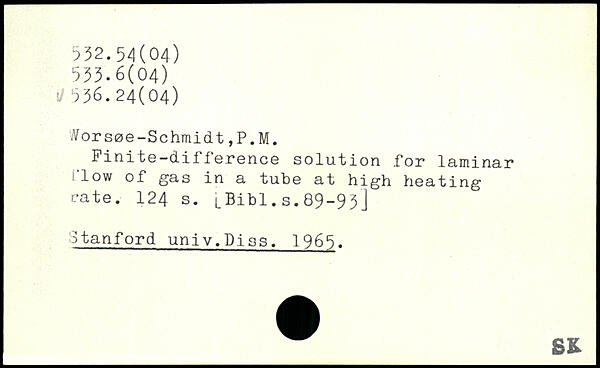 532.54(04)
533.6(04)
√ 536.24(04)
Worsøe-Schmidt,P.M.
Finite-difference solution for laminar
flow of gas in a tube at high heating
rate. 124 s. [Bibl.s.89-93]
Stanford univ.Diss. 1965.
SK